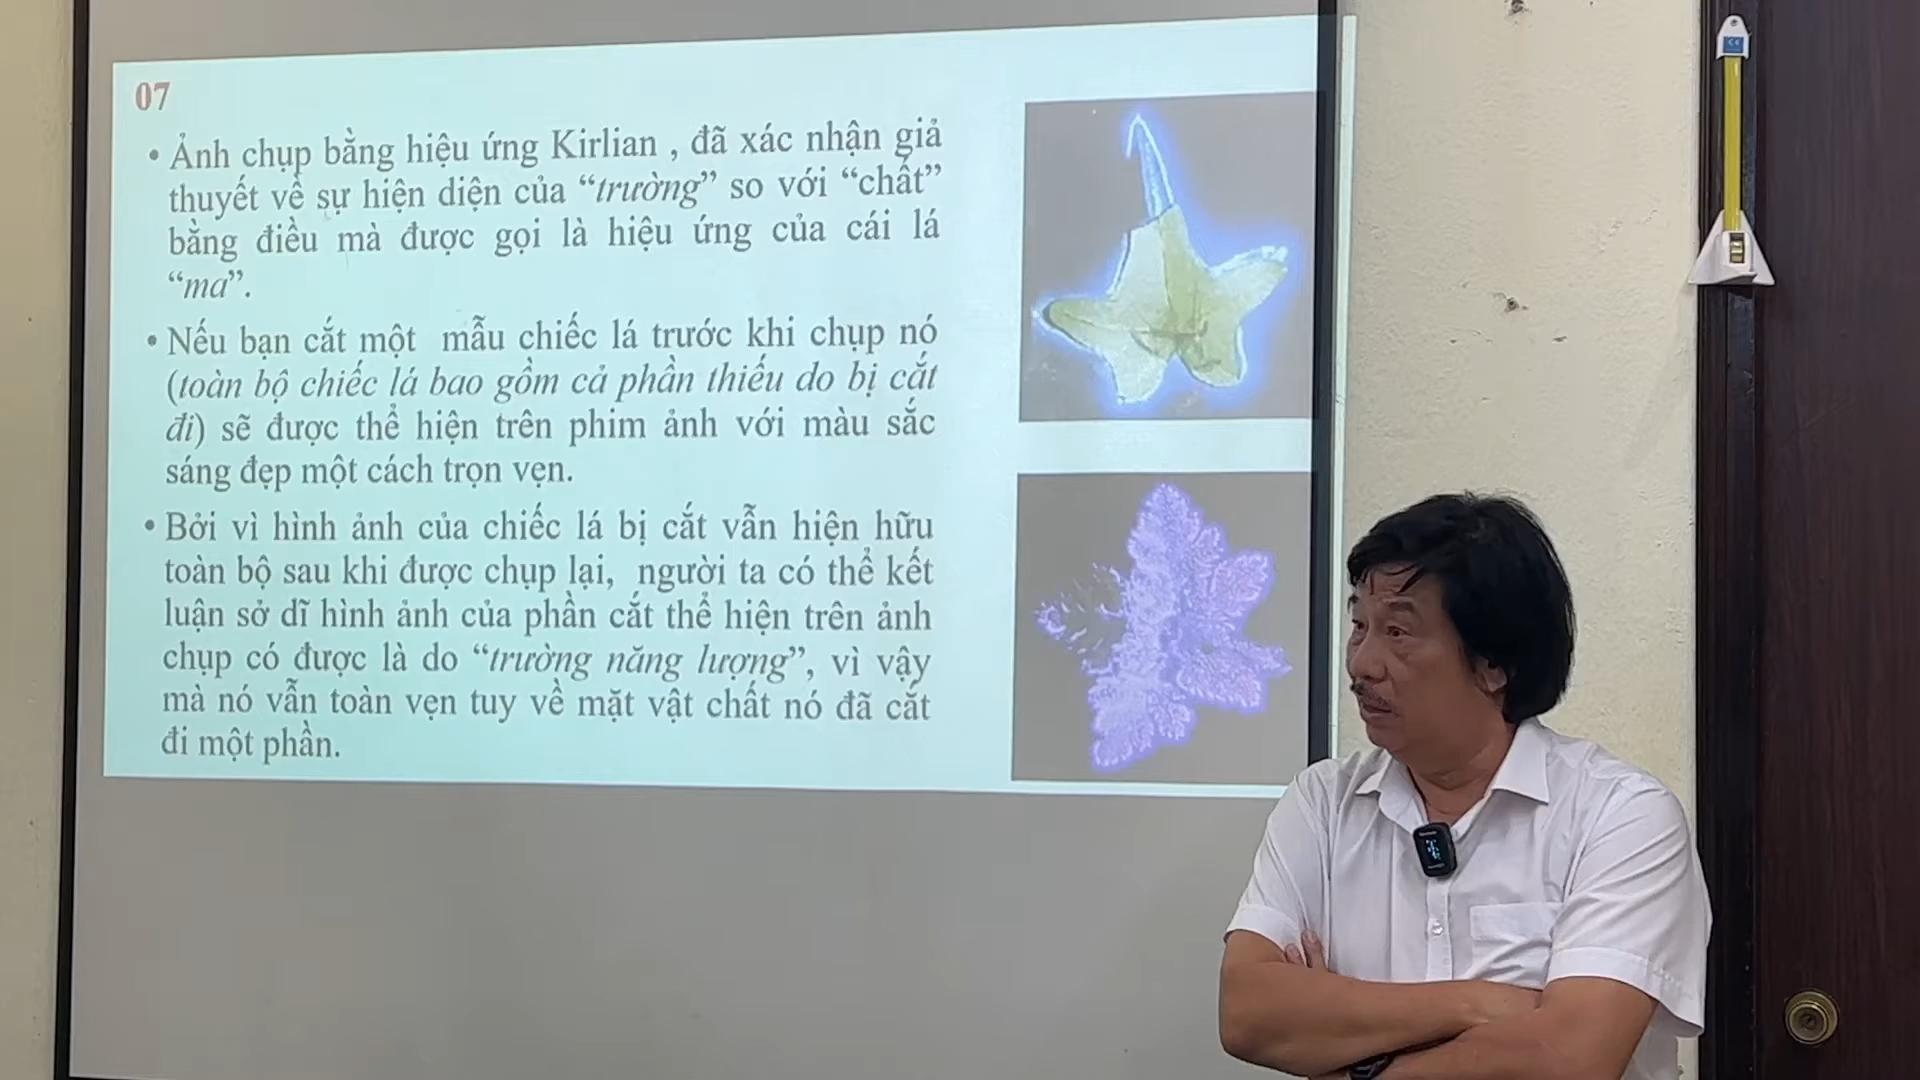 07
• Ảnh chụp bằng hiệu ứng Kirlian , đã xác nhận giả
thuyết về sự hiện diện của “trường” so với “chất”
bằng điều mà được gọi là hiệu ứng của cái lá
“ma”.
• Nếu bạn cắt một mẫu chiếc lá trước khi chụp nó
(toàn bộ chiếc lá bao gồm cả phần thiếu do bị cắt
đi) sẽ được thể hiện trên phim ảnh với màu sắc
sáng đẹp một cách trọn vẹn.
• Bởi vì hình ảnh của chiếc lá bị cắt vẫn hiện hữu
toàn bộ sau khi được chụp lại, người ta có thể kết
luận sở dĩ hình ảnh của phần cắt thể hiện trên ảnh
chụp có được là do “trường năng lượng”, vì vậy
mà nó vẫn toàn vẹn tuy về mặt vật chất nó đã cắt
đi một phần.